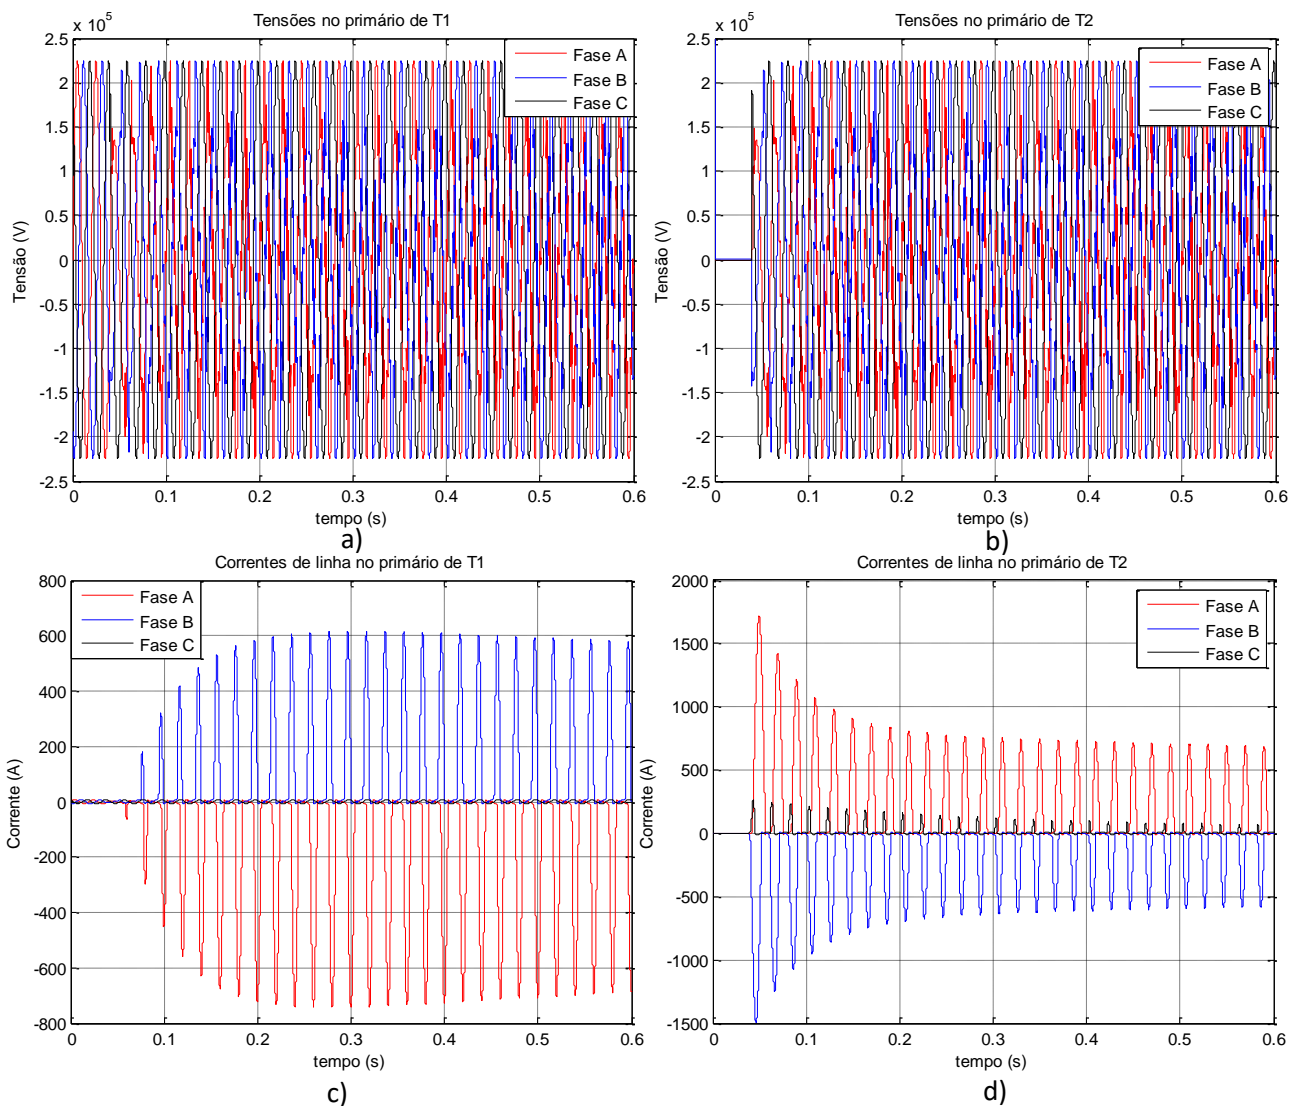 Tensões no primário de T1
x 10^5
2.5
2
1.5
1
0.5
0
-0.5
-1
-1.5
-2
-2.5
Tensão (V)
Fase A
Fase B
Fase C
0 0.1 0.2 0.3 0.4 0.5 0.6
tempo (s)
a)
Tensões no primário de T2
x 10^5
2.5
2
1.5
1
0.5
0
-0.5
-1
-1.5
-2
-2.5
Tensão (V)
Fase A
Fase B
Fase C
0 0.1 0.2 0.3 0.4 0.5 0.6
tempo (s)
b)
Correntes de linha no primário de T1
800
600
400
200
0
-200
-400
-600
-800
Corrente (A)
Fase A
Fase B
Fase C
0 0.1 0.2 0.3 0.4 0.5 0.6
tempo (s)
c)
Correntes de linha no primário de T2
2000
1500
1000
500
0
-500
-1000
-1500
Corrente (A)
Fase A
Fase B
Fase C
0 0.1 0.2 0.3 0.4 0.5 0.6
tempo (s)
d)